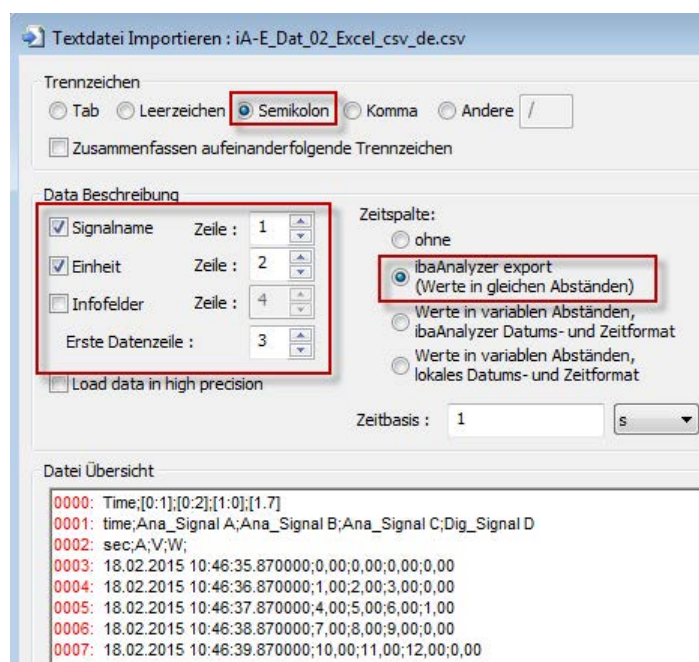 Textdatei Importieren : iA-E_Dat_02_Excel_csv_de.csv
Trennzeichen
Tab Leerzeichen Semikolon Komma Andere /
Zusammenfassen aufeinanderfolgende Trennzeichen
Data Beschreibung
Signalname Zeile : 1
Einheit Zeile : 2
Infofelder Zeile : 4
Erste Datenzeile : 3
Load data in high precision
Zeitspalte:
ohne
ibaAnalyzer export
(Werte in gleichen Abständen)
Werte in variablen Abständen,
ibaAnalyzer Datums- und Zeitformat
Werte in variablen Abständen,
lokales Datums- und Zeitformat
Zeitbasis : 1 s
Datei Übersicht
0000: Time;[0:1];[0:2];[1:0];[1.7]
0001: time;Ana_Signal A;Ana_Signal B;Ana_Signal C;Dig_Signal D
0002: sec;A;V;W;
0003: 18.02.2015 10:46:35.870000;0,00;0,00;0,00;0,00
0004: 18.02.2015 10:46:36.870000;1,00;2,00;3,00;0,00
0005: 18.02.2015 10:46:37.870000;4,00;5,00;6,00;1,00
0006: 18.02.2015 10:46:38.870000;7,00;8,00;9,00;0,00
0007: 18.02.2015 10:46:39.870000;10,00;11,00;12,00;0,00